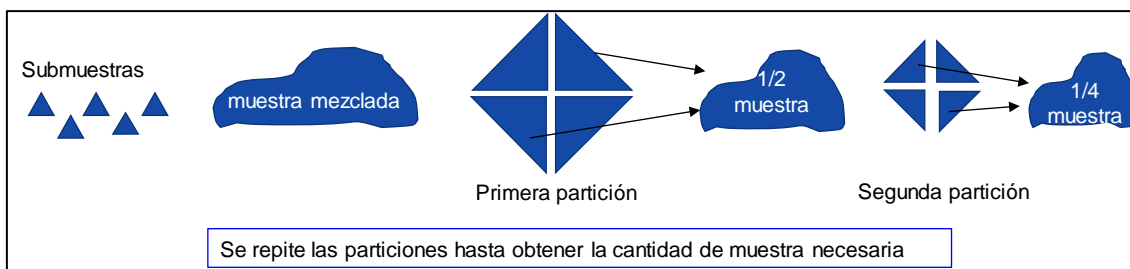 Submuestras
muestra mezclada
1/2
muestra
1/4
muestra
Primera partición
Segunda partición
Se repite las particiones hasta obtener la cantidad de muestra necesaria